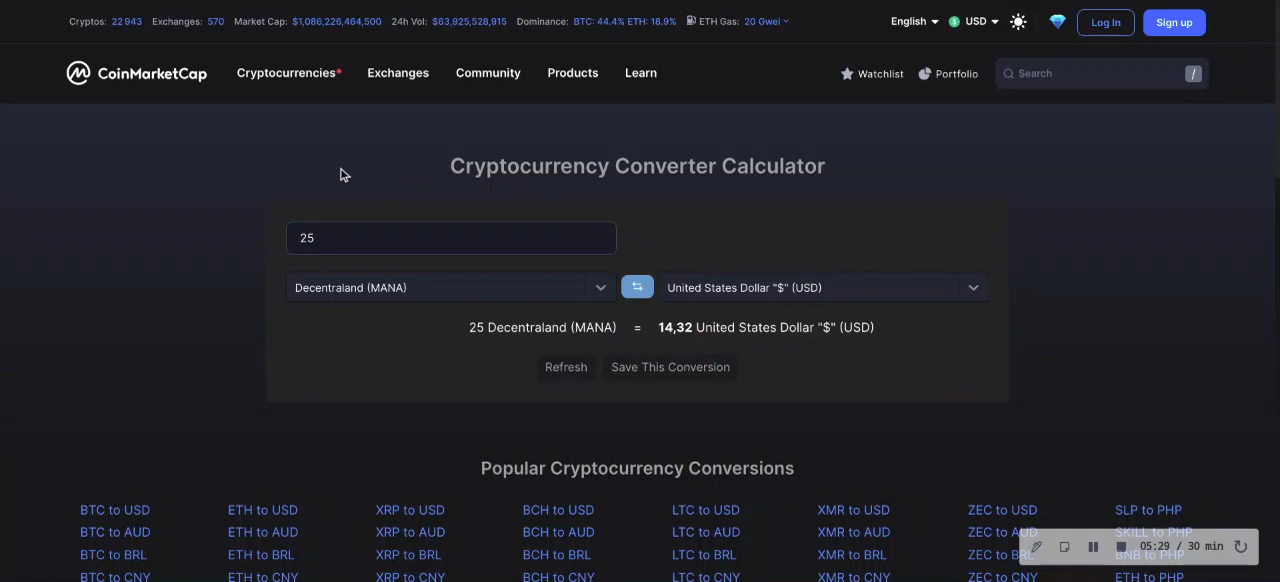 Cryptos: 22 943 Exchanges: 570 Market Cap: $1,086,226,464,500 24h Vol: $63,925,528,915 Dominance: BTC: 44.4% ETH: 18.9% ETH Gas: 20 Gwei English USD Log In Sign up
CoinMarketCap Cryptocurrencies Exchanges Community Products Learn Watchlist Portfolio Search /
Cryptocurrency Converter Calculator
25
Decentraland (MANA) United States Dollar "$" (USD)
25 Decentraland (MANA) = 14,32 United States Dollar "$" (USD)
Refresh Save This Conversion
Popular Cryptocurrency Conversions
BTC to USD ETH to USD XRP to USD BCH to USD LTC to USD XMR to USD ZEC to USD SLP to PHP
BTC to AUD ETH to AUD XRP to AUD BCH to AUD LTC to AUD XMR to AUD ZEC to AUD SKILL to PHP
05:29 / 30 min
BTC to BRL ETH to BRL XRP to BRL BCH to BRL LTC to BRL XMR to BRL ZEC to BRL BNB to PHP
BTC to CNY ETH to CNY XRP to CNY BCH to CNY LTC to CNY XMR to CNY ZEC to CNY ETH to PHP